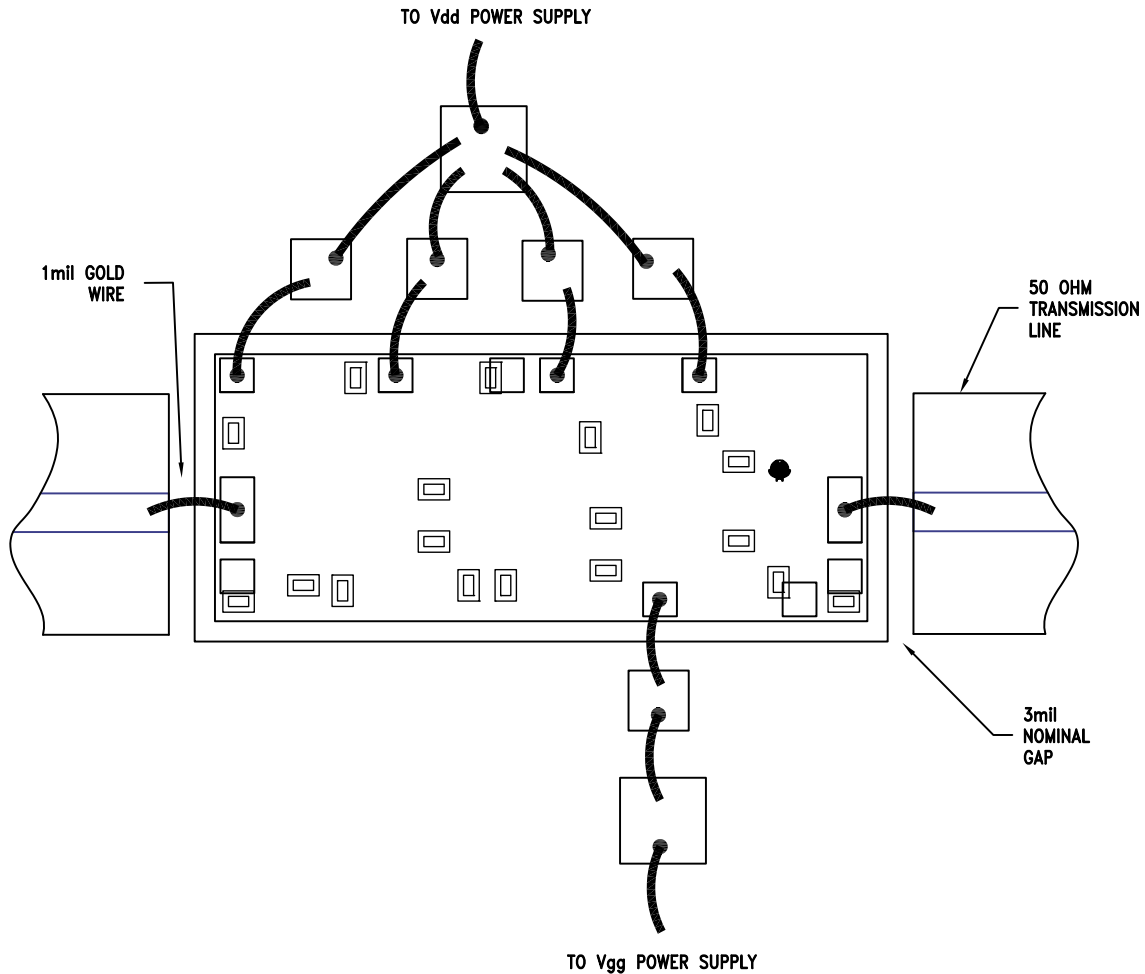 TO Vdd POWER SUPPLY
1mil GOLD
WIRE
50 OHM
TRANSMISSION
LINE
3mil
NOMINAL
GAP
TO Vgg POWER SUPPLY